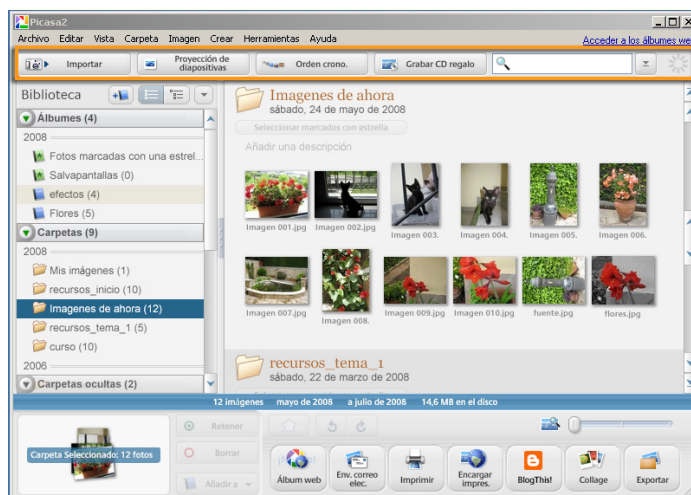 Picasa2
Archivo Editar Vista Carpeta Imagen Crear Herramientas Ayuda
Acceder a los álbumes we
Importar
Proyección de
diapositivas
Orden crono.
Grabar CD regalo
Biblioteca
Álbumes (4)
2008
Fotos marcadas con una estrel...
Salvapantallas (0)
efectos (4)
Flores (5)
Carpetas (9)
2008
Mis imágenes (1)
recursos_inicio (10)
Imagenes de ahora (12)
recursos_tema_1 (5)
curso (10)
2006
Carpetas ocultas (2)
Imagenes de ahora
sábado, 24 de mayo de 2008
Seleccionar marcados con estrella
Añadir una descripción
Imagen 001.jpg Imagen 002.jpg Imagen 003. Imagen 004. Imagen 005. Imagen 006.
Imagen 007.jpg Imagen 008. Imagen 009.jpg Imagen 010.jpg fuente.jpg flores.jpg
recursos_tema_1
sábado, 22 de marzo de 2008
12 imágenes mayo de 2008 a julio de 2008 14,6 MB en el disco
Carpeta Seleccionado: 12 fotos
Retener
Borrar
Añadir a
Álbum web
Env. correo
elec.
Imprimir
Encargar
impres.
BlogThis!
Collage
Exportar